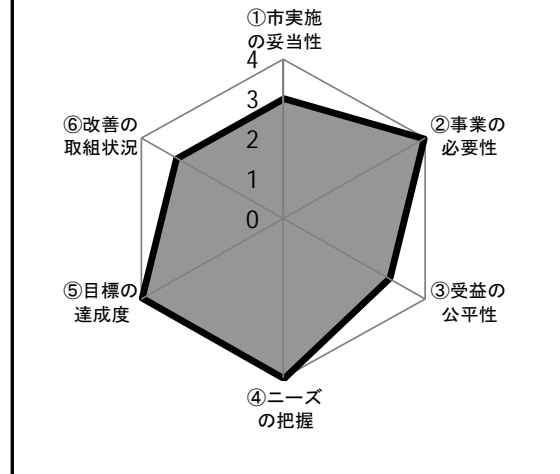 ①市実施
の妥当性
4
3
2
1
0
②事業の
必要性
③受益の
公平性
④ニーズ
の把握
⑤目標の
達成度
⑥改善の
取組状況